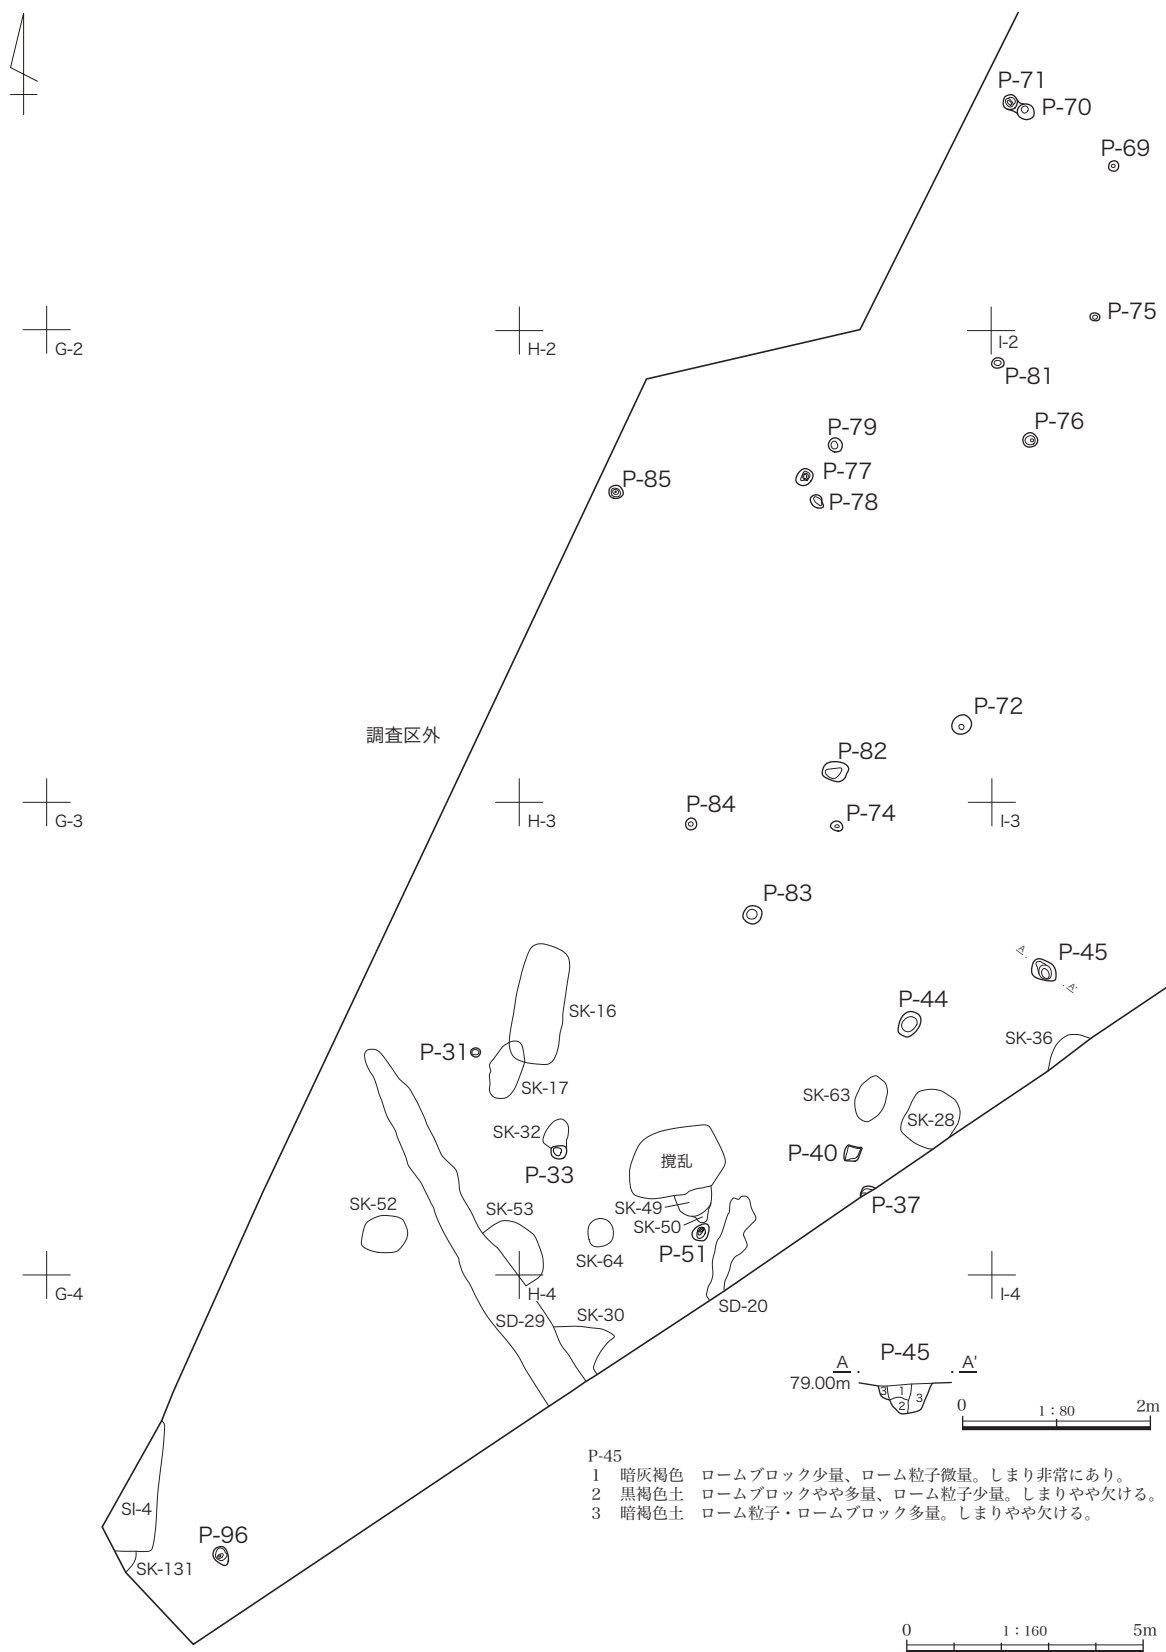 P-71
P-70
P-69
P-75
G-2
H-2
I-2
P-81
P-79
P-76
P-77
P-85
P-78
P-72
調査区外
P-82
P-84
P-74
G-3
H-3
I-3
P-83
A
P-45
A'
P-44
SK-16
SK-36
P-31
SK-17
SK-63
SK-28
SK-32
P-40
撹乱
P-33
SK-52
SK-53
SK-49
P-37
SK-50
P-51
SK-64
G-4
H-4
I-4
SD-20
SD-29
SK-30
A
P-45
A'
79.00m
3
1
3
2
0
1：80
2m
P-45
1 暗灰褐色 ロームブロック少量、ローム粒子微量。しまり非常にあり。
2 黒褐色土 ロームブロックやや多量、ローム粒子少量。しまりやや欠ける。
3 暗褐色土 ローム粒子・ロームブロック多量。しまりやや欠ける。
SI-4
P-96
SK-131
0
1：160
5m